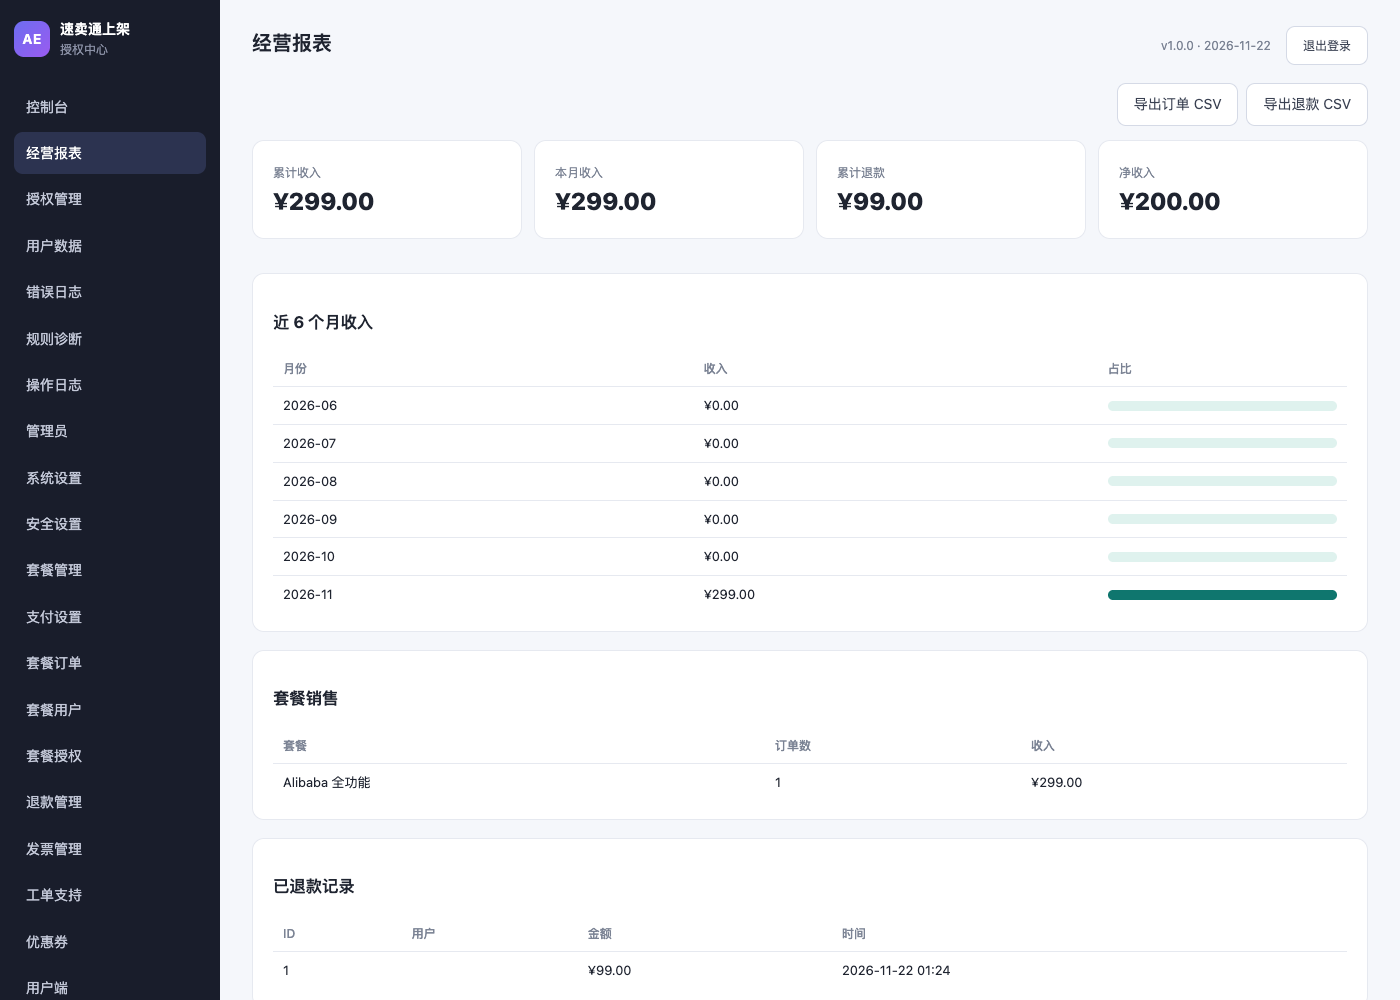 AE
速卖通上架
授权中心
控制台
经营报表
授权管理
用户数据
错误日志
规则诊断
操作日志
管理员
系统设置
安全设置
套餐管理
支付设置
套餐订单
套餐用户
套餐授权
退款管理
发票管理
工单支持
优惠券
用户端
经营报表
v1.0.0 · 2026-11-22
退出登录
导出订单 CSV
导出退款 CSV
累计收入
¥299.00
本月收入
¥299.00
累计退款
¥99.00
净收入
¥200.00
近 6 个月收入
月份 收入 占比
2026-06 ¥0.00
2026-07 ¥0.00
2026-08 ¥0.00
2026-09 ¥0.00
2026-10 ¥0.00
2026-11 ¥299.00
套餐销售
套餐 订单数 收入
Alibaba 全功能 1 ¥299.00
已退款记录
ID 用户 金额 时间
1 ¥99.00 2026-11-22 01:24